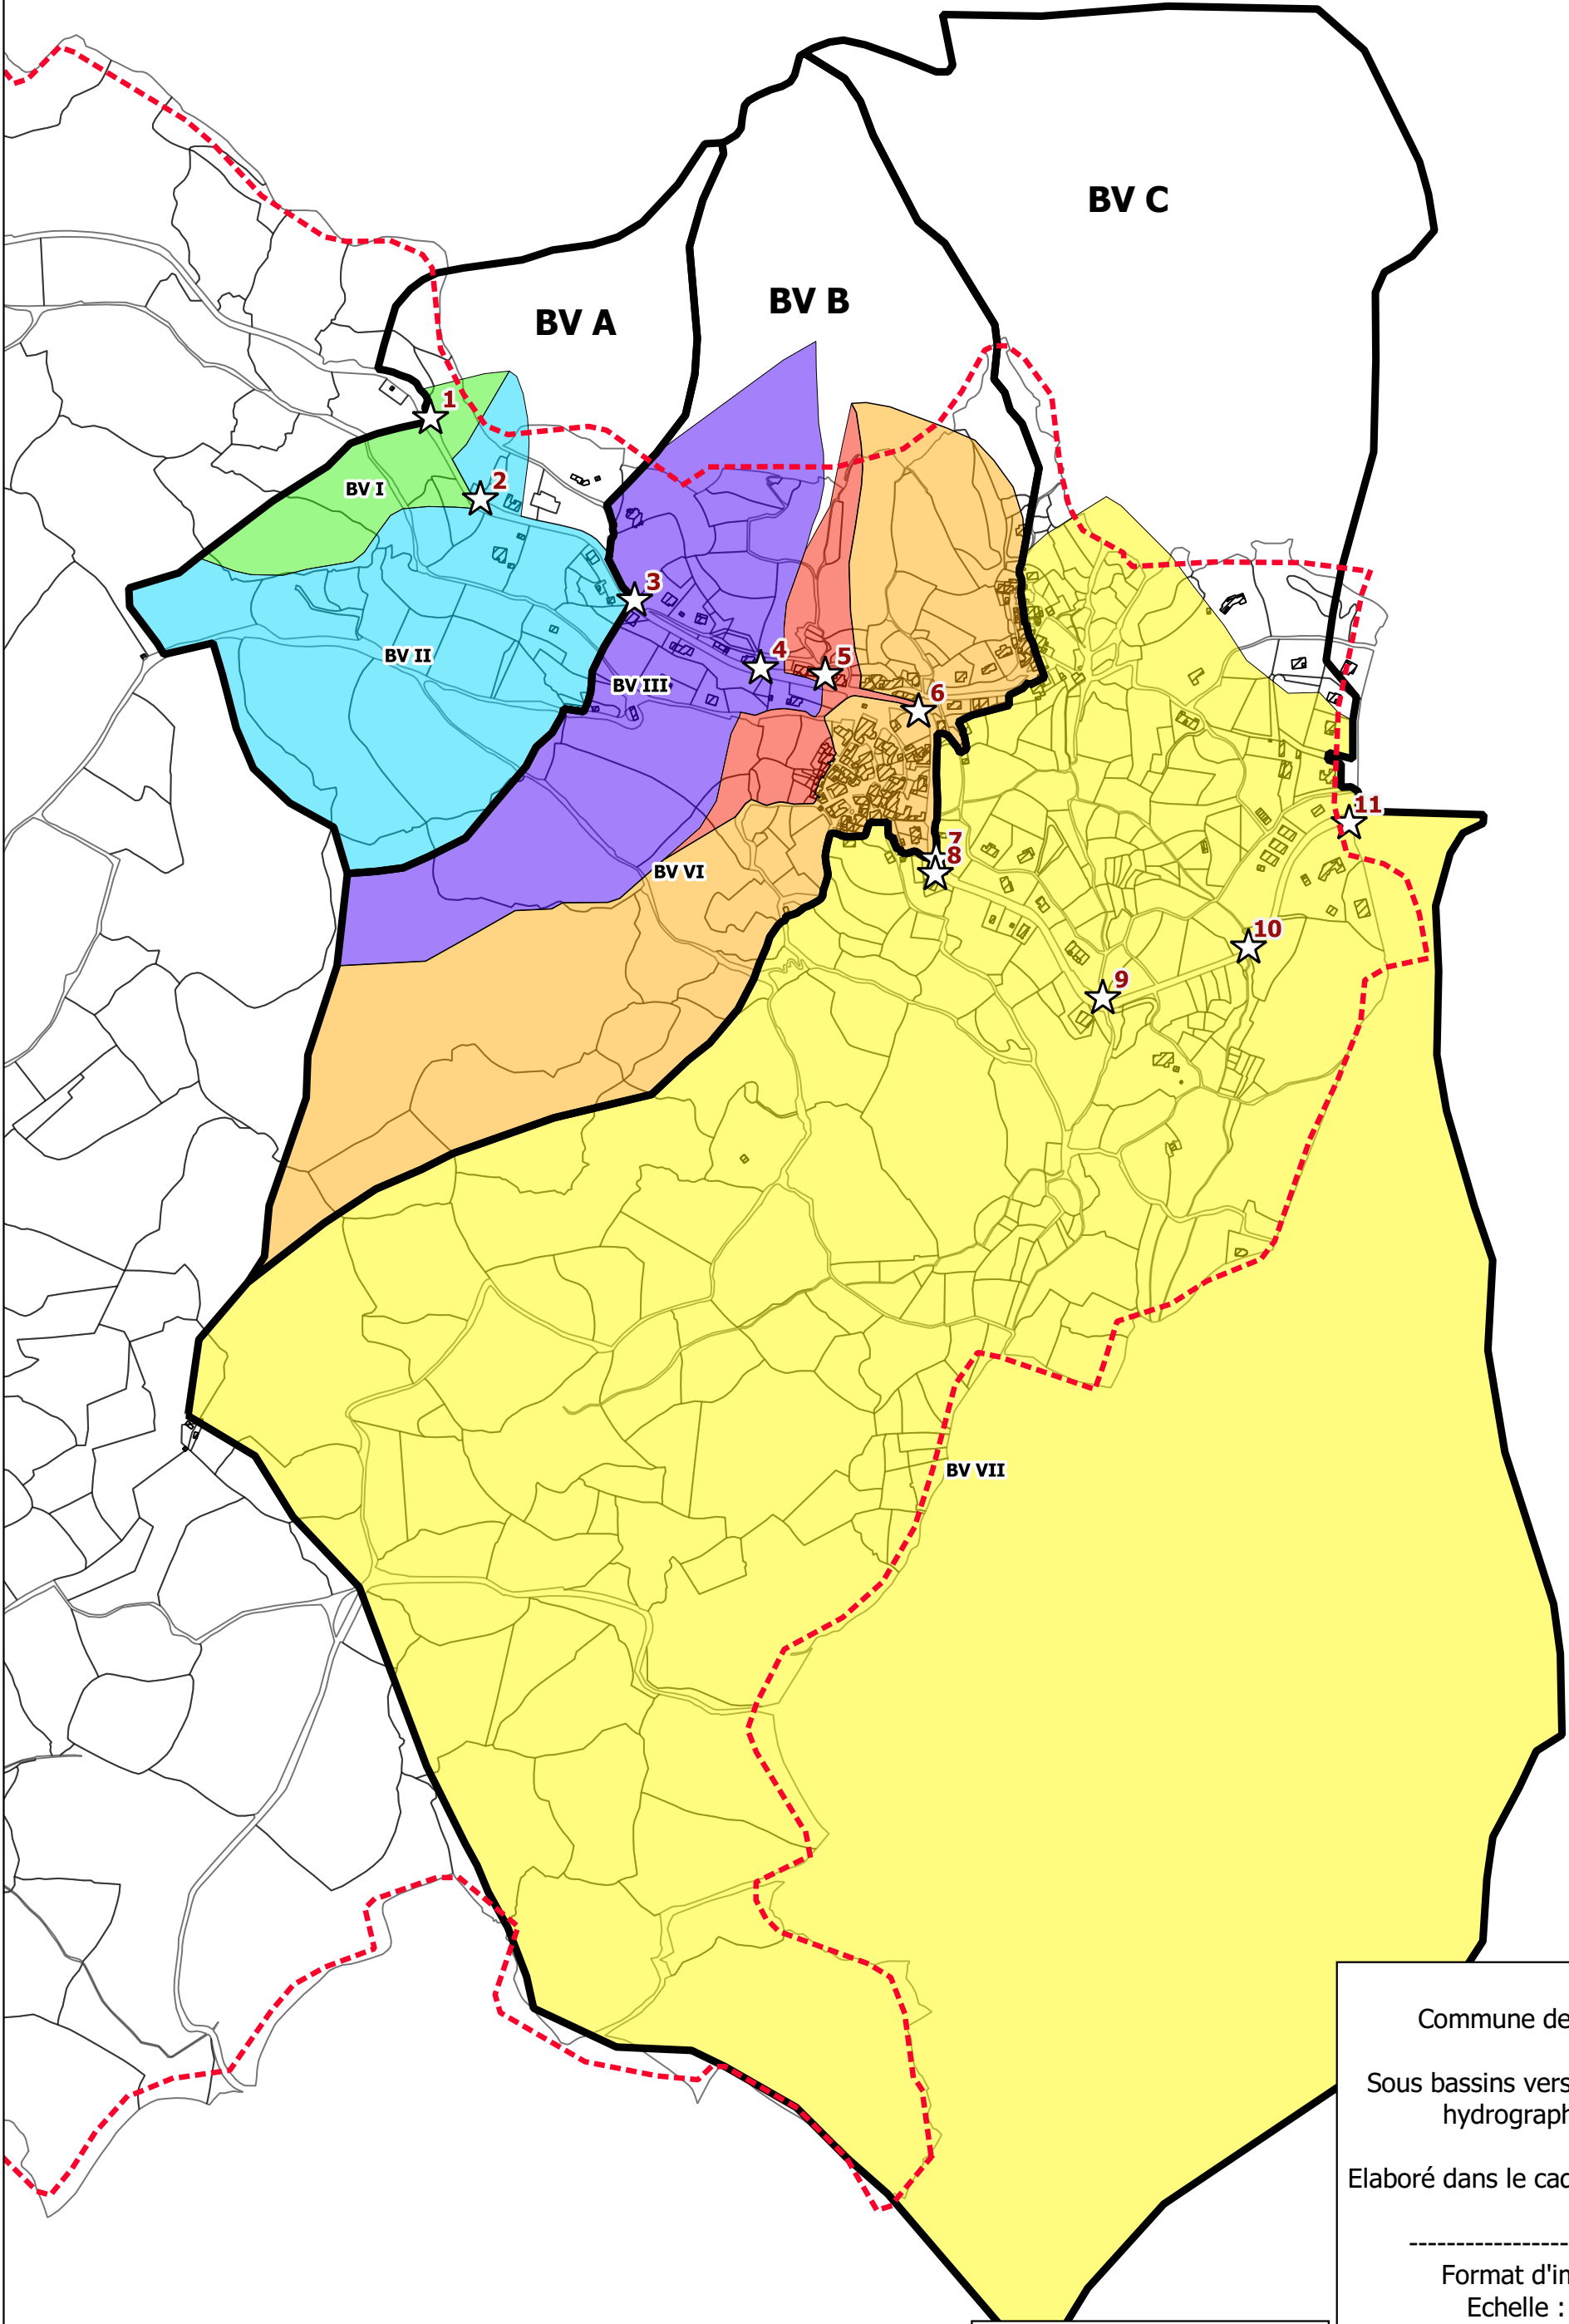 BV C
BV B
BV A
1
BV I
2
3
BV II
4
5
BV III
6
11
7
8
BV VI
10
9
BV VII
Commune de
Sous bassins vers
hydrograph
Elaboré dans le cad
--------------------
Format d'im
Echelle :